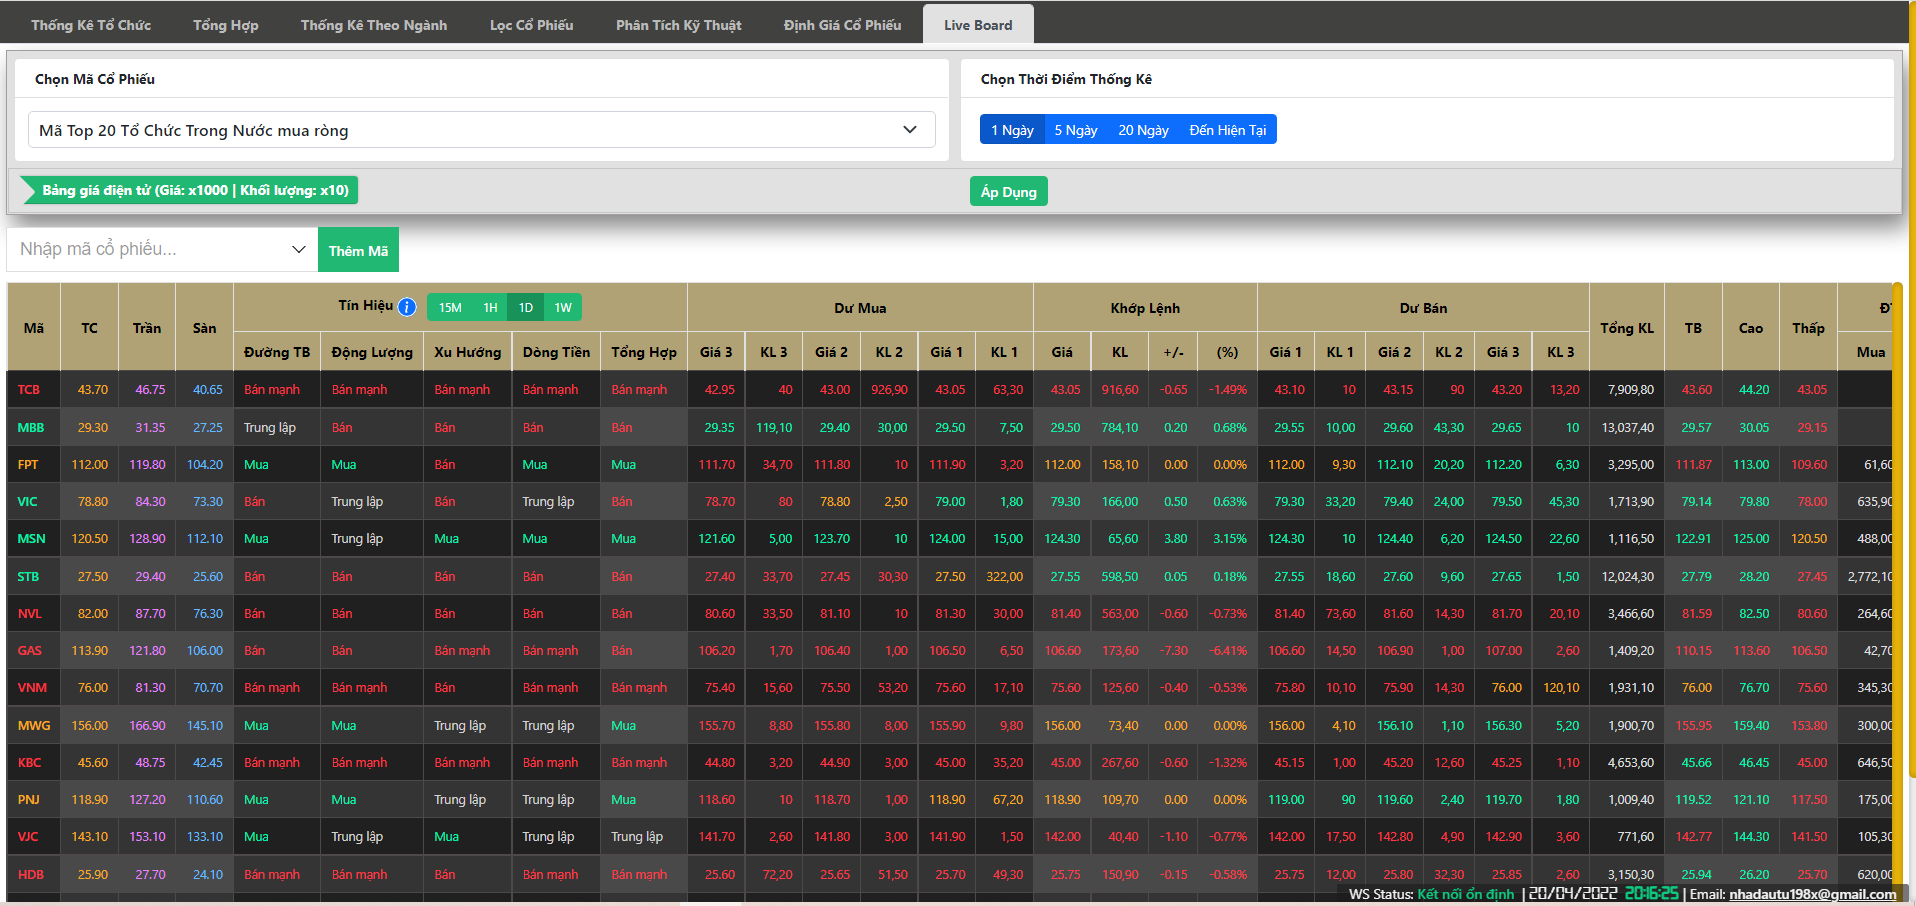 Thống Kê Tổ Chức Tổng Hợp Thống Kê Theo Ngành Lọc Cổ Phiếu Phân Tích Kỹ Thuật Định Giá Cổ Phiếu Live Board
Chọn Mã Cổ Phiếu Chọn Thời Điểm Thống Kê
Mã Top 20 Tổ Chức Trong Nước mua ròng 1 Ngày 5 Ngày 20 Ngày Đến Hiện Tại
Bảng giá điện tử (Giá: x1000 | Khối lượng: x10) Áp Dụng
Nhập mã cổ phiếu... Thêm Mã
Mã TC Trần Sàn Tín Hiệu i 15M 1H 1D 1W Dư Mua Khớp Lệnh Dư Bán Tổng KL TB Cao Thấp
Đường TB Động Lượng Xu Hướng Dòng Tiền Tổng Hợp Giá 3 KL 3 Giá 2 KL 2 Giá 1 KL 1 Giá KL +/- (%) Giá 1 KL 1 Giá 2 KL 2 Giá 3 KL 3 Mua
TCB 43.70 46.75 40.65 Bán mạnh Bán mạnh Bán mạnh Bán mạnh Bán mạnh 42.95 40 43.00 926,90 43.05 63,30 43.05 916,60 -0.65 -1.49% 43.10 10 43.15 90 43.20 13,20 7,909,80 43.60 44.20 43.05
MBB 29.30 31.35 27.25 Trung lập Bán Bán Bán Bán 29.35 119,10 29.40 30,00 29.50 7,50 29.50 784,10 0.20 0.68% 29.55 10,00 29.60 43,30 29.65 10 13,037,40 29.57 30.05 29.15
FPT 112.00 119.80 104.20 Mua Mua Bán Mua Mua 111.70 34,70 111.80 10 111.90 3,20 112.00 158,10 0.00 0.00% 112.00 9,30 112.10 20,20 112.20 6,30 3,295,00 111.87 113.00 109.60 61,60
VIC 78.80 84.30 73.30 Bán Trung lập Bán Trung lập Bán 78.70 80 78.80 2,50 79.00 1,80 79.30 166,00 0.50 0.63% 79.30 33,20 79.40 24,00 79.50 45,30 1,713,90 79.14 79.80 78.00 635,90
MSN 120.50 128.90 112.10 Mua Trung lập Mua Mua Mua 121.60 5,00 123.70 10 124.00 15,00 124.30 65,60 3.80 3.15% 124.30 10 124.40 6,20 124.50 22,60 1,116,50 122.91 125.00 120.50 488,00
STB 27.50 29.40 25.60 Bán Bán Bán Bán Bán 27.40 33,70 27.45 30,30 27.50 322,00 27.55 598,50 0.05 0.18% 27.55 18,60 27.60 9,60 27.65 1,50 12,024,30 27.79 28.20 27.45 2,772,10
NVL 82.00 87.70 76.30 Bán Bán Bán Bán Bán 80.60 33,50 81.10 10 81.30 30,00 81.40 563,00 -0.60 -0.73% 81.40 73,60 81.60 14,30 81.70 20,10 3,466,60 81.59 82.50 80.60 264,60
GAS 113.90 121.80 106.00 Bán Bán Bán mạnh Bán mạnh Bán 106.20 1,70 106.40 1,00 106.50 6,50 106.60 173,60 -7.30 -6.41% 106.60 14,50 106.90 1,00 107.00 2,60 1,409,20 110.15 113.60 106.50 42,70
VNM 76.00 81.30 70.70 Bán mạnh Bán mạnh Bán Bán mạnh Bán mạnh 75.40 15,60 75.50 53,20 75.60 17,10 75.60 125,60 -0.40 -0.53% 75.80 10,10 75.90 14,30 76.00 120,10 1,931,10 76.00 76.70 75.60 345,30
MWG 156.00 166.90 145.10 Mua Mua Trung lập Trung lập Mua 155.70 8,80 155.80 8,00 155.90 9,80 156.00 73,40 0.00 0.00% 156.00 4,10 156.10 1,10 156.30 5,20 1,900,70 155.95 159.40 153.80 300,00
KBC 45.60 48.75 42.45 Bán mạnh Bán mạnh Bán mạnh Bán mạnh Bán mạnh 44.80 3,20 44.90 3,00 45.00 35,20 45.00 267,60 -0.60 -1.32% 45.15 1,00 45.20 12,60 45.25 1,10 4,653,60 45.66 46.45 45.00 646,50
PNJ 118.90 127.20 110.60 Mua Mua Trung lập Trung lập Mua 118.60 10 118.70 1,00 118.90 67,20 118.90 109,70 0.00 0.00% 119.00 90 119.60 2,40 119.70 1,80 1,009,40 119.52 121.10 117.50 175,00
VJC 143.10 153.10 133.10 Mua Trung lập Mua Trung lập Trung lập 141.70 2,60 141.80 3,00 141.90 1,50 142.00 40,40 -1.10 -0.77% 142.00 17,50 142.80 4,90 142.90 3,60 771,60 142.77 144.30 141.50 105,30
HDB 25.90 27.70 24.10 Bán mạnh Bán mạnh Bán Bán mạnh Bán mạnh 25.60 72,20 25.65 51,50 25.70 49,30 25.75 150,90 -0.15 -0.58% 25.75 12,00 25.80 32,30 25.85 2,60 3,150,30 25.94 26.20 25.70 620,00
WS Status: Kết nối ổn định | 20/04/2022 20:16:25 | Email: nhadautu198x@gmail.com